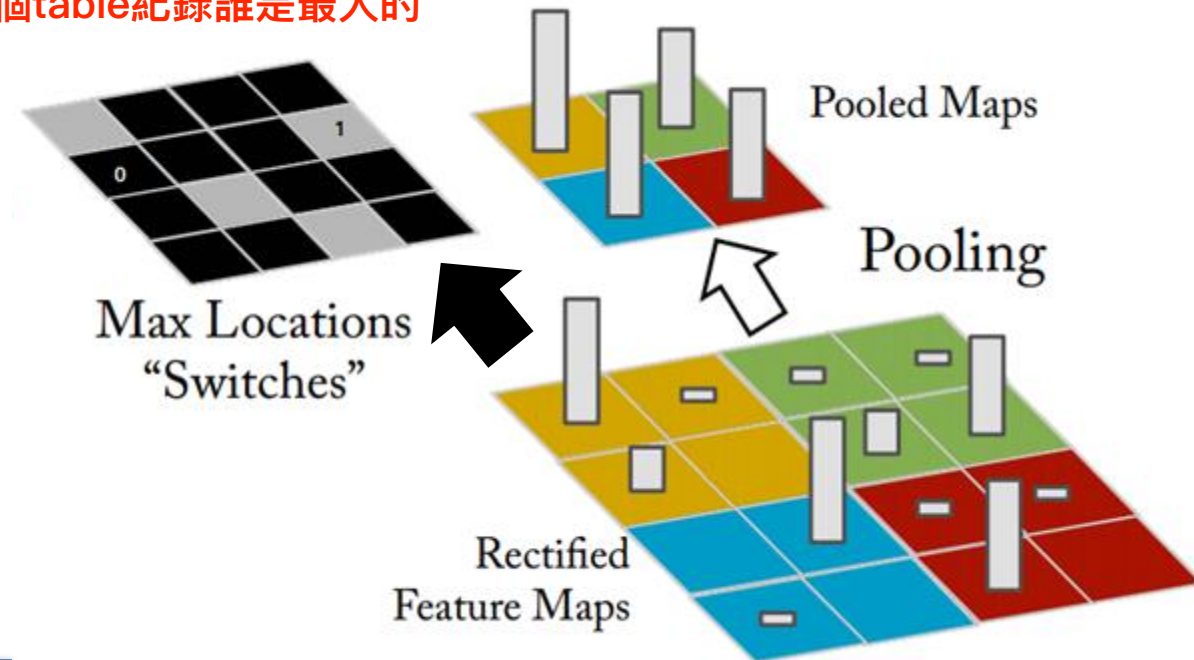 個table紀錄誰是最大的
Pooled Maps
1
0
Pooling
Max Locations
“Switches”
Rectified
Feature Maps